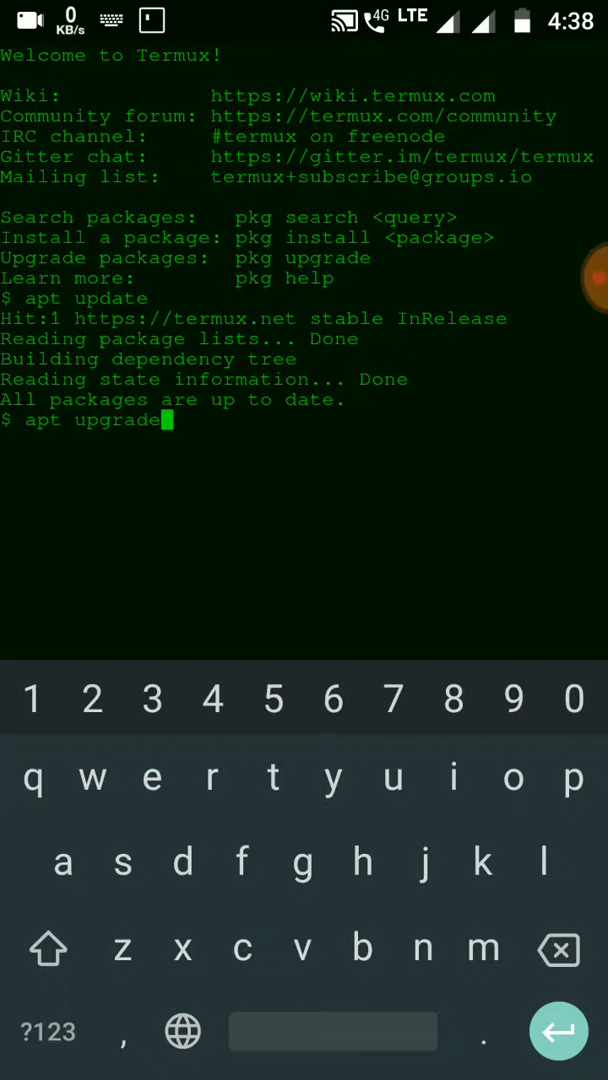 0 KB/s 4G LTE 4:38
Welcome to Termux!
Wiki: https://wiki.termux.com
Community forum: https://termux.com/community
IRC channel: #termux on freenode
Gitter chat: https://gitter.im/termux/termux
Mailing list: termux+subscribe@groups.io
Search packages: pkg search <query>
Install a package: pkg install <package>
Upgrade packages: pkg upgrade
Learn more: pkg help
$ apt update
Hit:1 https://termux.net stable InRelease
Reading package lists... Done
Building dependency tree
Reading state information... Done
All packages are up to date.
$ apt upgrade
1 2 3 4 5 6 7 8 9 0
q w e r t y u i o p
a s d f g h j k l
z x c v b n m
?123 , .